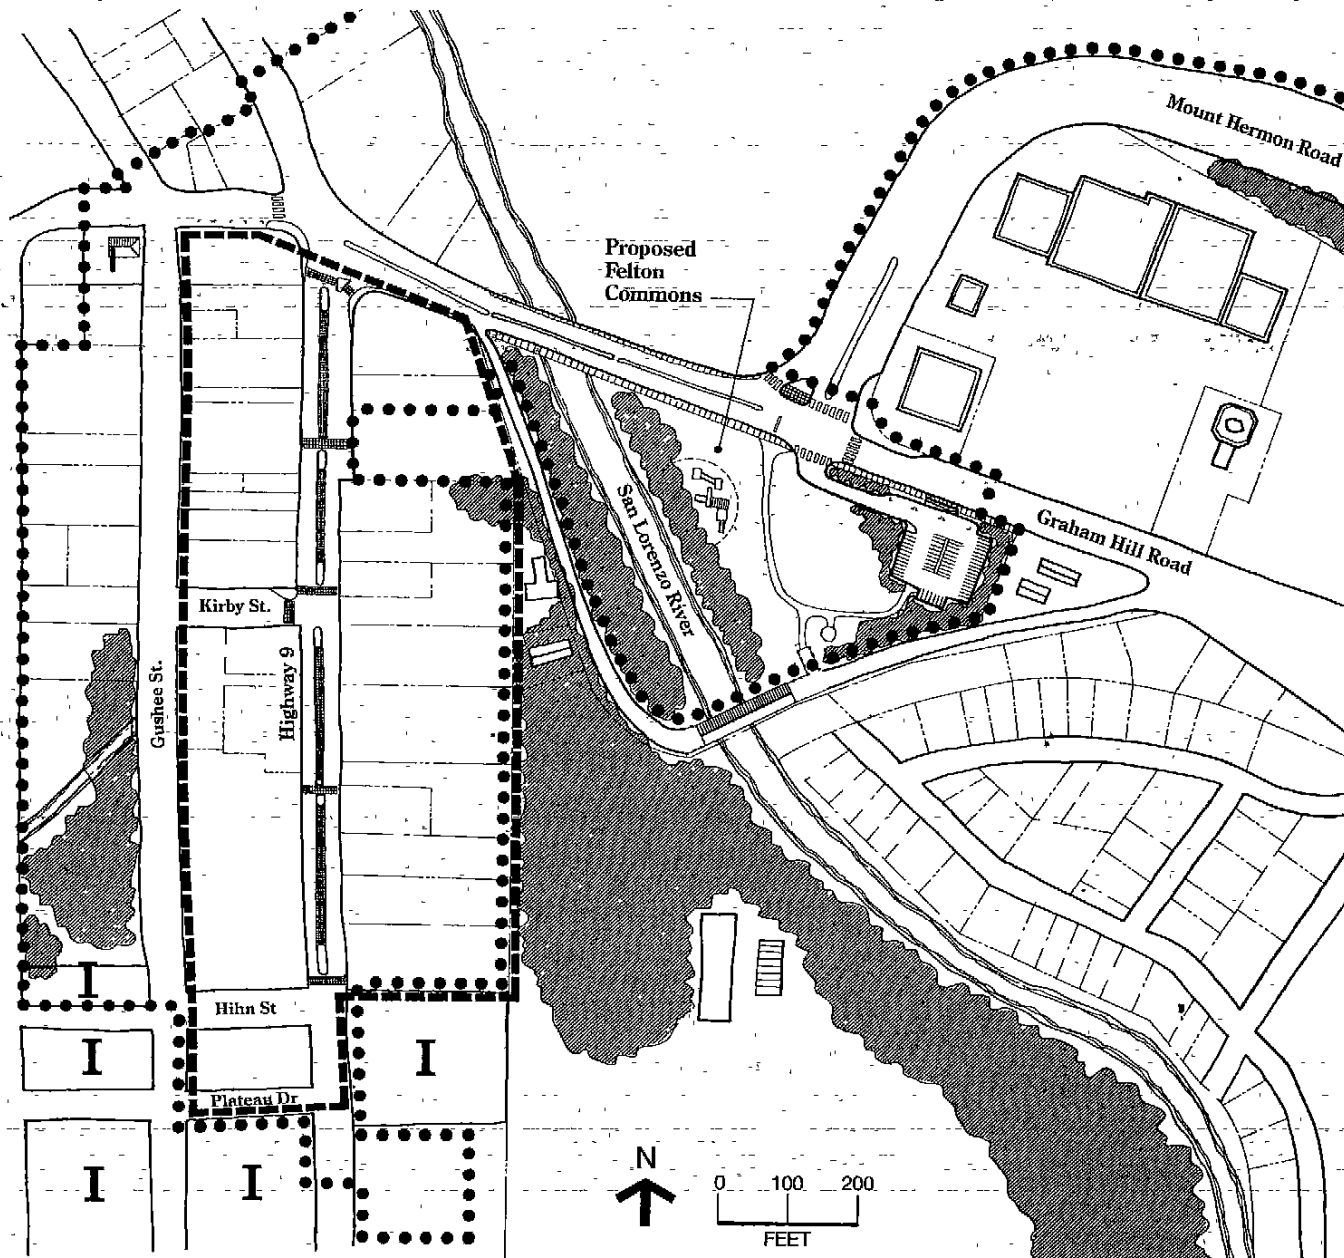 Mount Hermon Road
Proposed
Felton
Commons
San Lorenzo River
Graham Hill Road
Kirby St.
Gushee St.
Highway 9
I
Hihn St
I
I
Plateau Dr
I
I
N
0 100 200
FEET